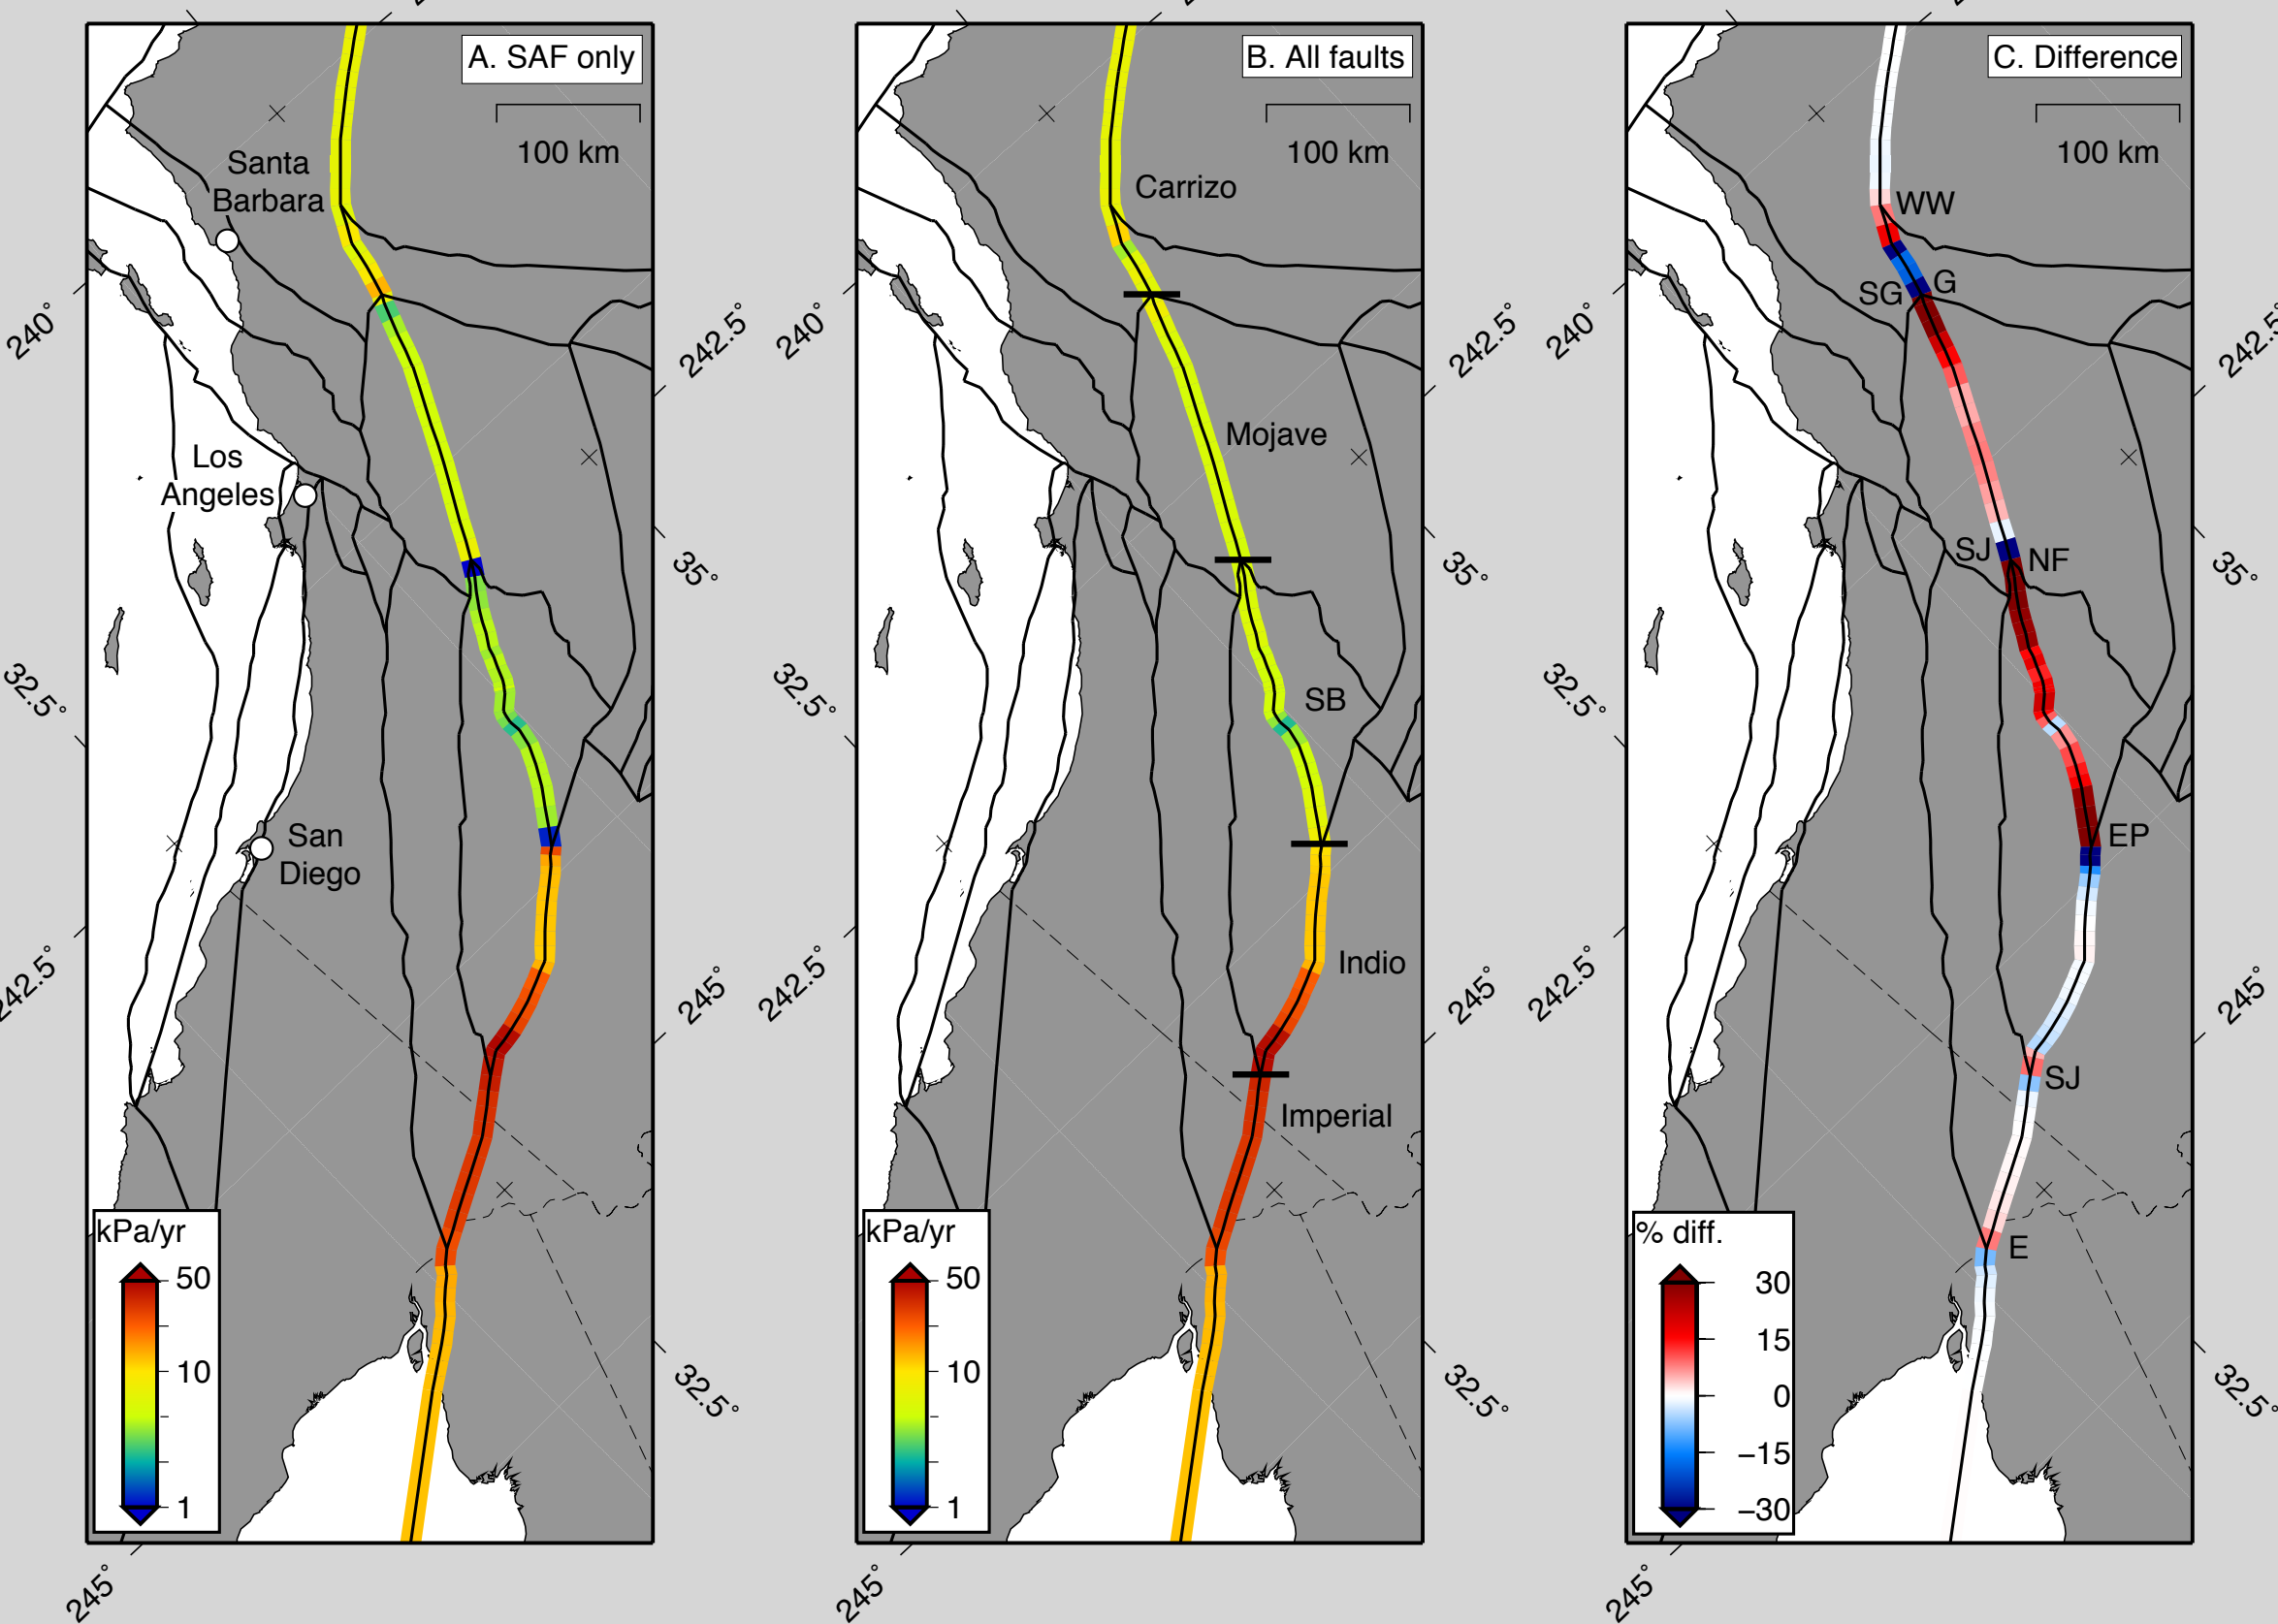 A. SAF only
100 km
Santa
Barbara
Los
Angeles
San
Diego
240°
242.5°
35°
32.5°
242.5°
245°
32.5°
245°
kPa/yr
50
10
1
B. All faults
100 km
Carrizo
Mojave
SB
Indio
Imperial
240°
242.5°
35°
32.5°
242.5°
245°
32.5°
245°
kPa/yr
50
10
1
C. Difference
100 km
WW
G
SG
SJ
NF
EP
SJ
E
240°
242.5°
35°
32.5°
242.5°
245°
32.5°
245°
% diff.
30
15
0
−15
−30